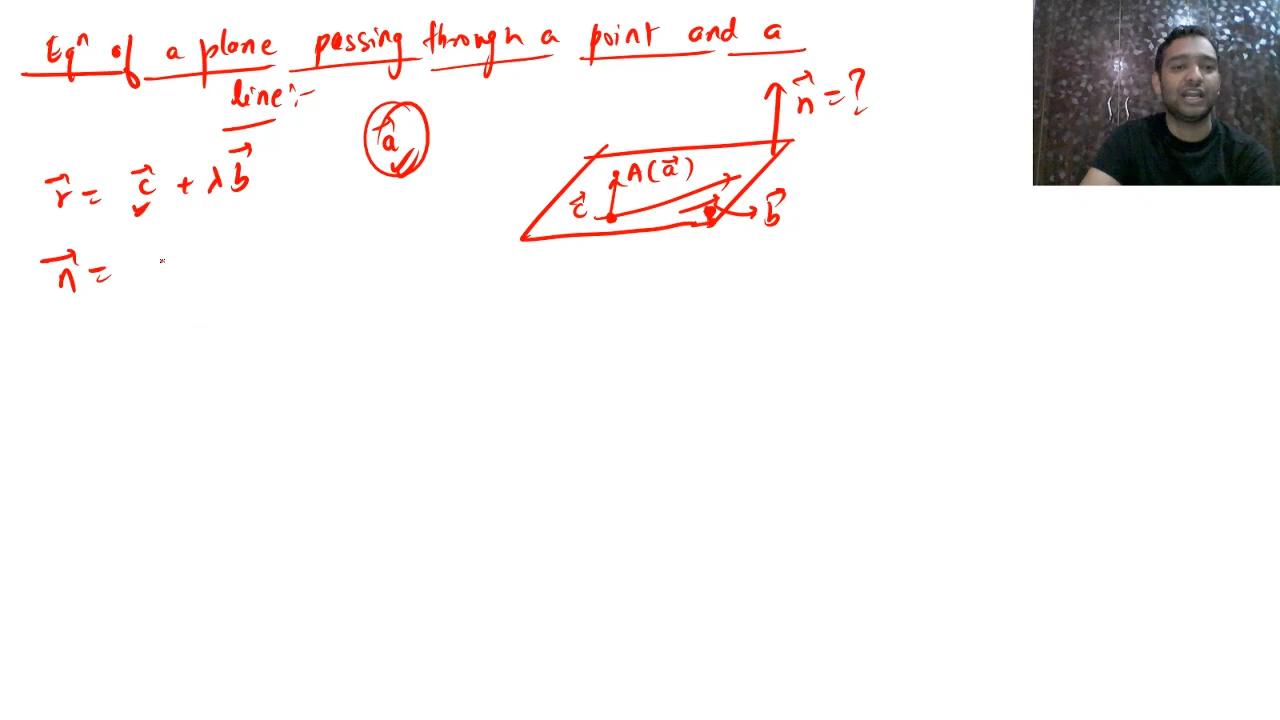 Eqⁿ of a plane passing through a point and a
line :-
a⃗
n⃗ = ?
r⃗ = c⃗ + λb⃗
A(a⃗)
c⃗
b⃗
n⃗ =